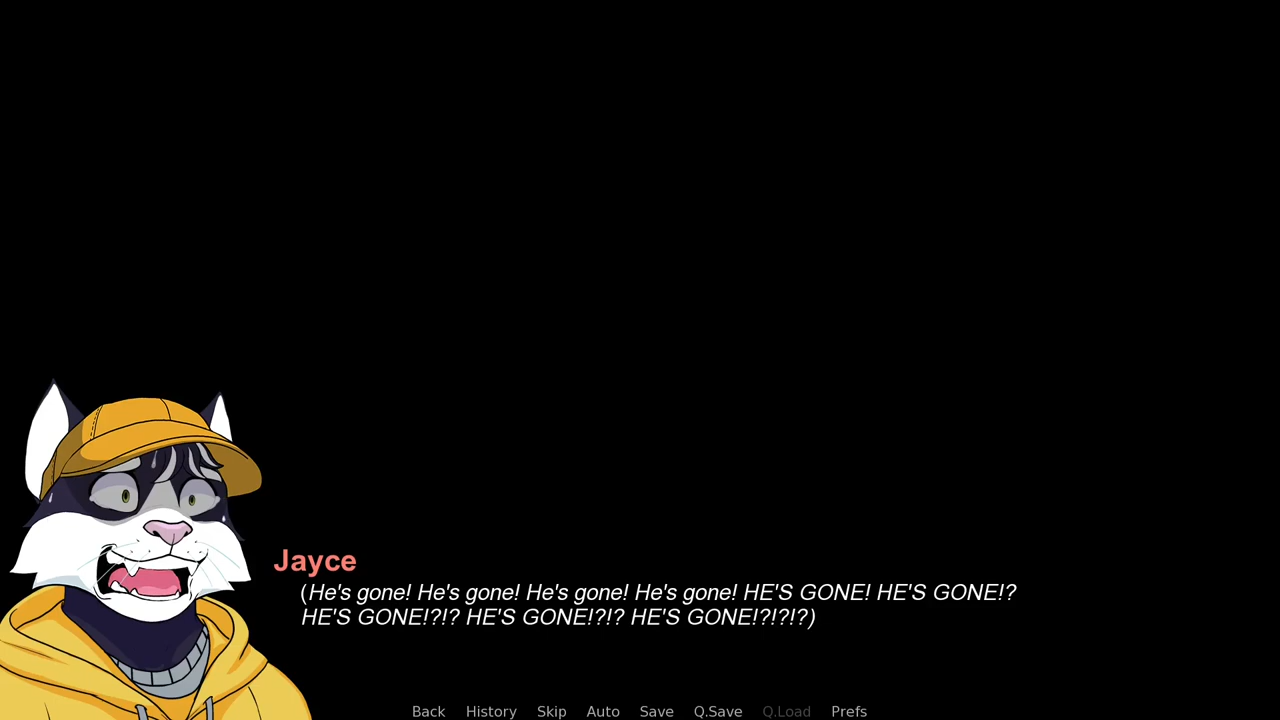 Jayce
(He's gone! He's gone! He's gone! He's gone! HE'S GONE! HE'S GONE!?
HE'S GONE!?!? HE'S GONE!?!? HE'S GONE!?!?!?)
Back History Skip Auto Save Q.Save Q.Load Prefs